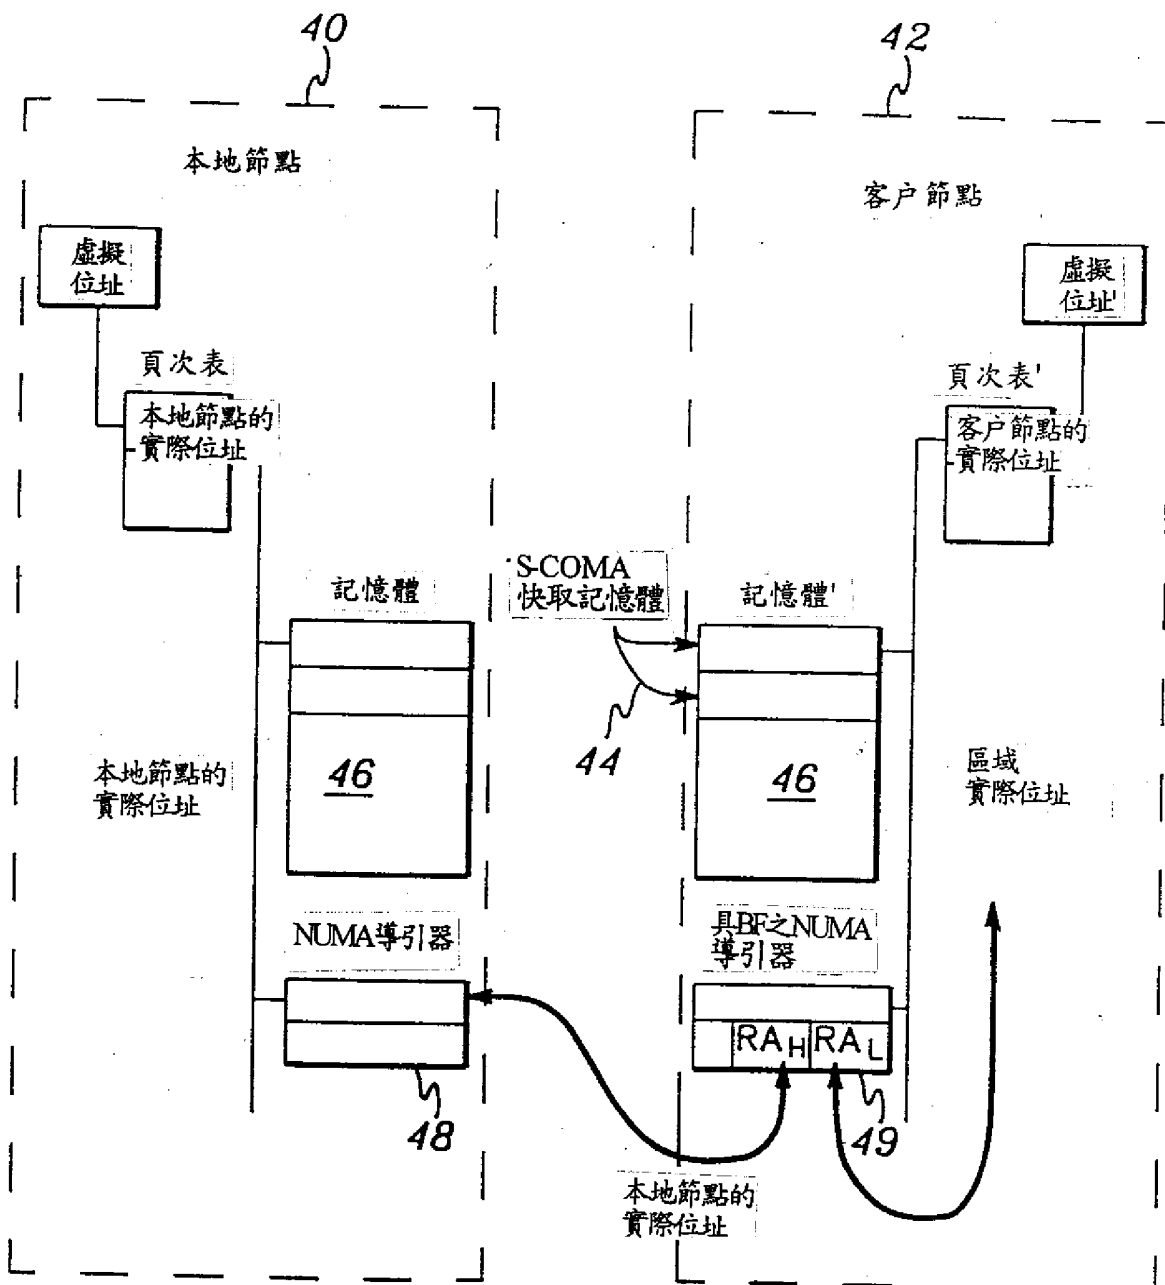 40
42
本地節點
客户節點
虛擬
位址
虛擬
位址'
頁次表
頁次表'
本地節點的
實際位址
客户節點的
實際位址
S-COMA
快取記憶體
記憶體
記憶體'
44
46
46
本地節點的
實際位址
區域
實際位址
NUMA導引器
具BF之NUMA
導引器
RAH RAL
48
49
本地節點的
實際位址